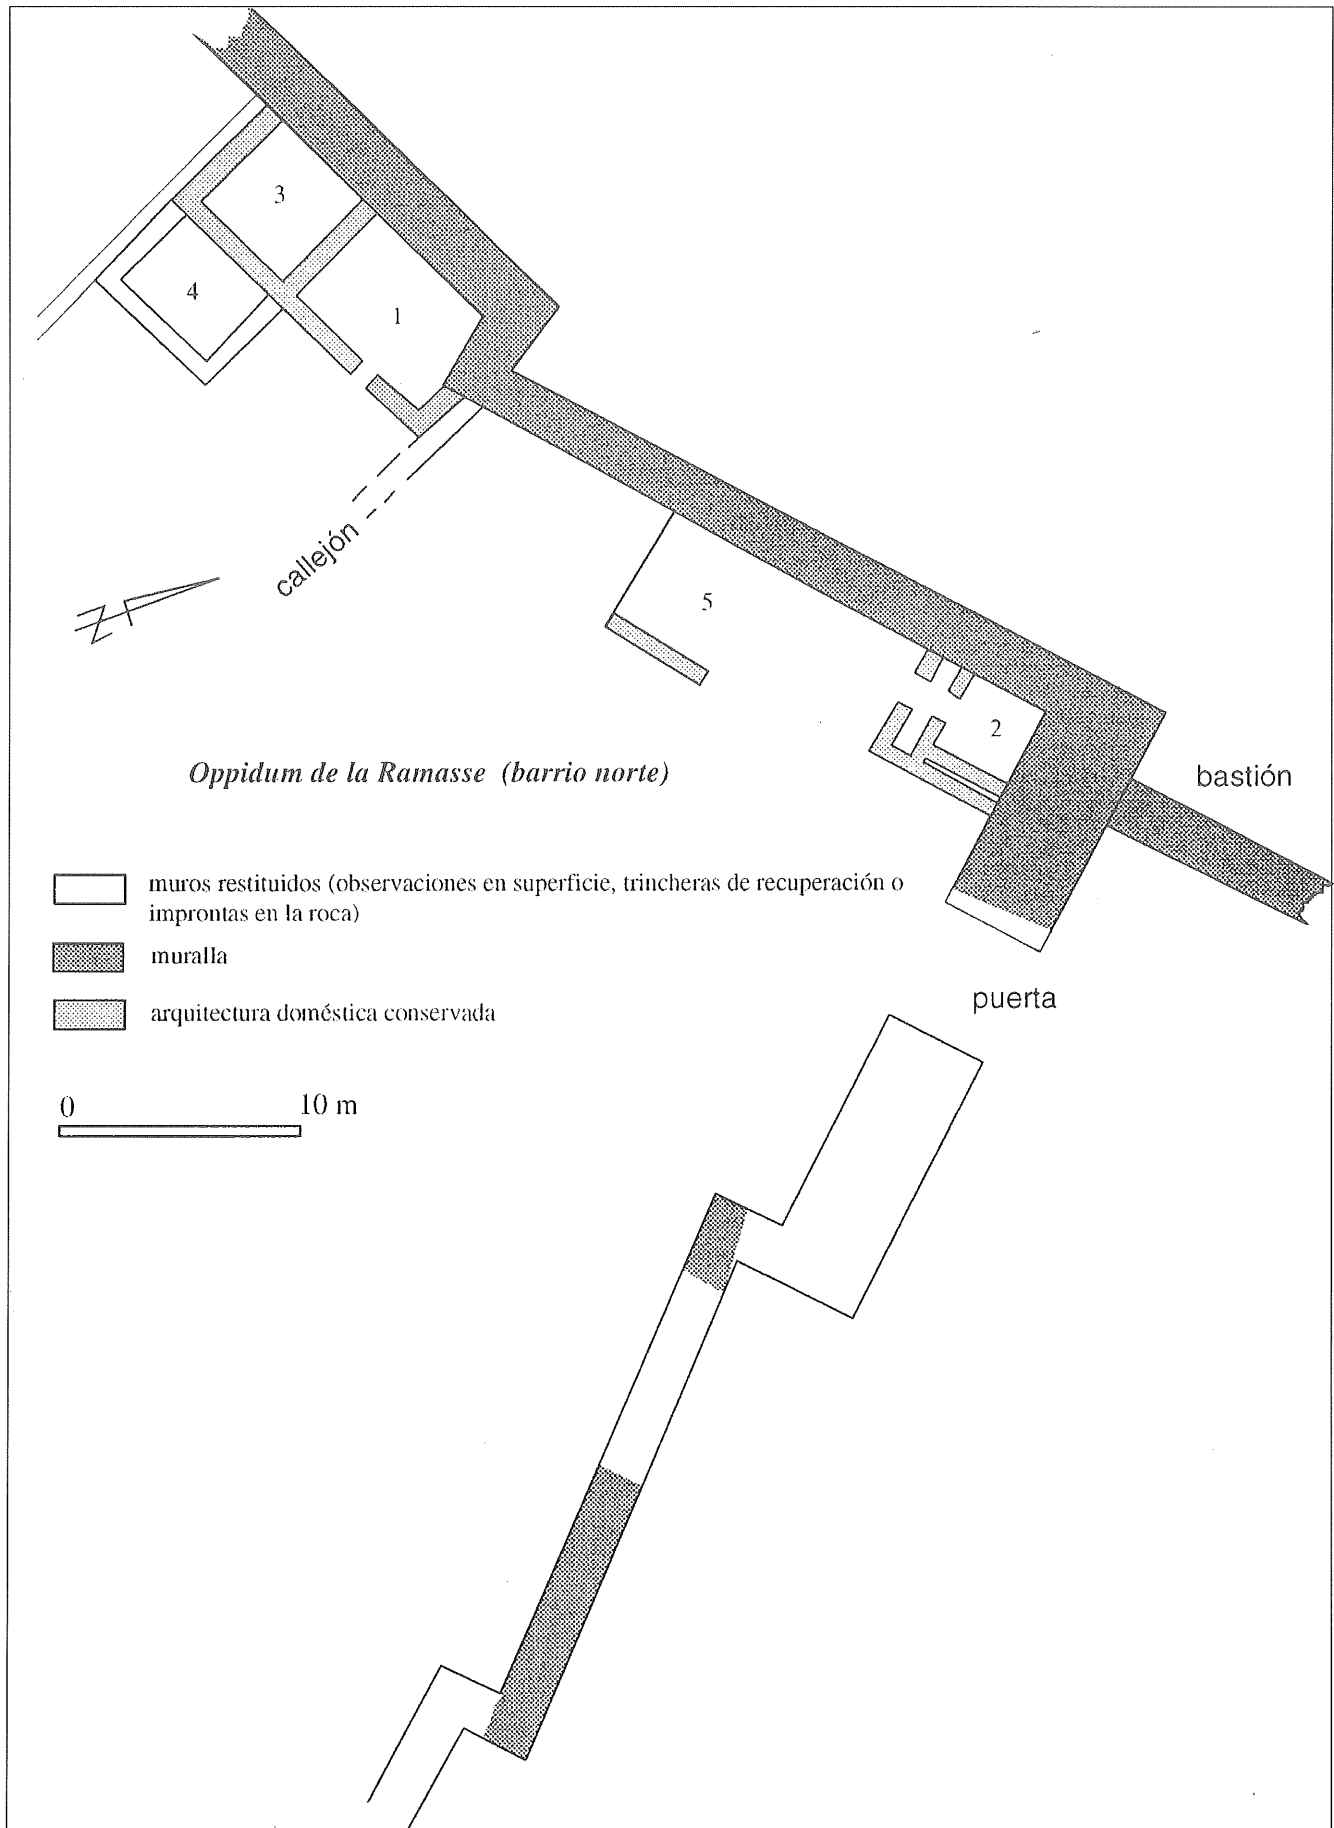 3
4
1
callejón
N
5
2
Oppidum de la Ramasse (barrio norte)
bastión
muros restituidos (observaciones en superficie, trincheras de recuperación o
improntas en la roca)
muralla
arquitectura doméstica conservada
puerta
0 10 m